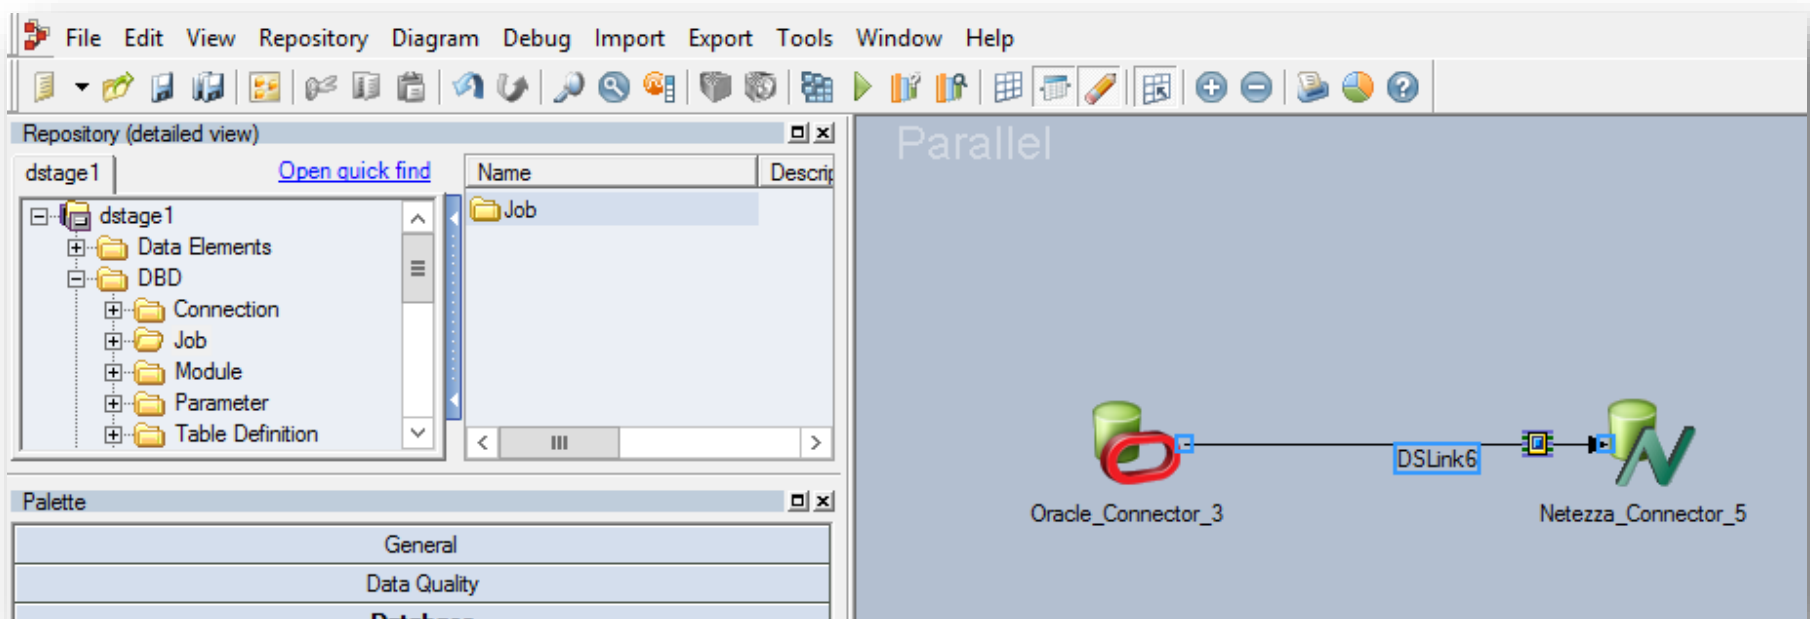 File Edit View Repository Diagram Debug Import Export Tools Window Help
Repository (detailed view)
dstage1
Open quick find
dstage1
Data Elements
DBD
Connection
Job
Module
Parameter
Table Definition
Name
Descrip
Job
Palette
General
Data Quality
Database
Parallel
DSLink6
Oracle_Connector_3
Netezza_Connector_5